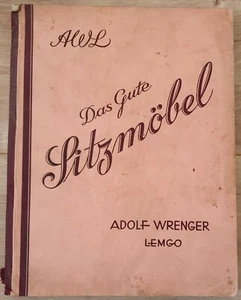 AWL
Das Gute
Sitzmöbel
ADOLF WRENGER
LEMGO